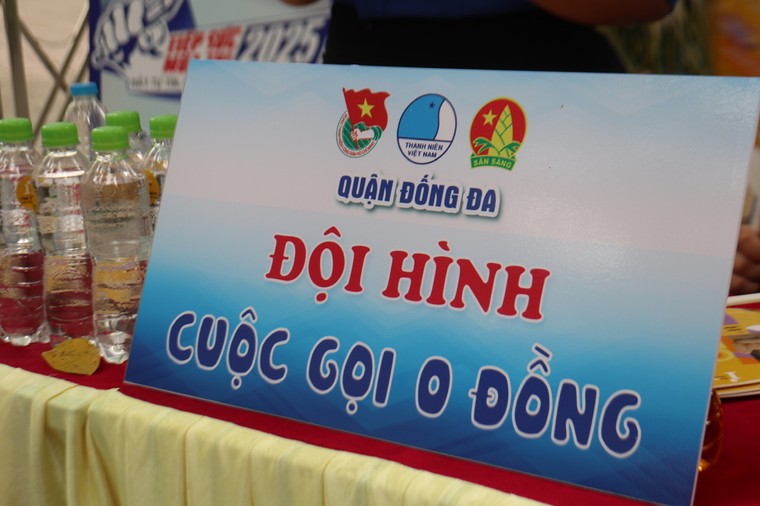 2025
THANH NIÊN
VIỆT NAM
SẴN SÀNG
QUẬN ĐỐNG ĐA
ĐỘI HÌNH
CUỘC GỌI 0 ĐỒNG